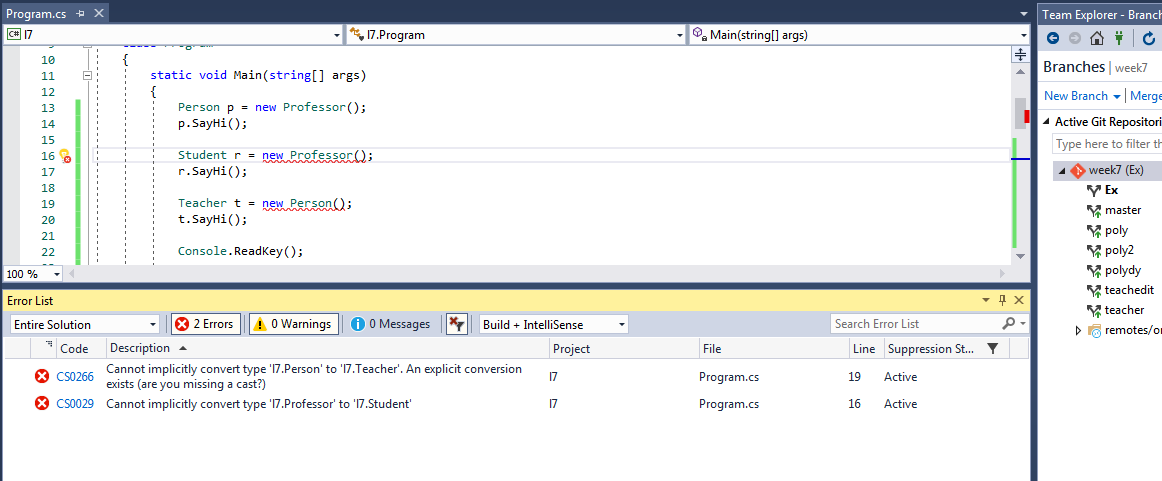 Program.cs
C# l7
l7.Program
Main(string[] args)
10 {
11 static void Main(string[] args)
12 {
13 Person p = new Professor();
14 p.SayHi();
15
16 Student r = new Professor();
17 r.SayHi();
18
19 Teacher t = new Person();
20 t.SayHi();
21
22 Console.ReadKey();
100 %
Error List
Entire Solution
2 Errors
0 Warnings
0 Messages
Build + IntelliSense
Search Error List
Code Description Project File Line Suppression St...
CS0266 Cannot implicitly convert type 'l7.Person' to 'l7.Teacher'. An explicit conversion l7 Program.cs 19 Active
exists (are you missing a cast?)
CS0029 Cannot implicitly convert type 'l7.Professor' to 'l7.Student' l7 Program.cs 16 Active
Team Explorer - Branch
Branches | week7
New Branch Merge
Active Git Repositori
Type here to filter th
week7 (Ex)
Ex
master
poly
poly2
polydy
teachedit
teacher
remotes/or